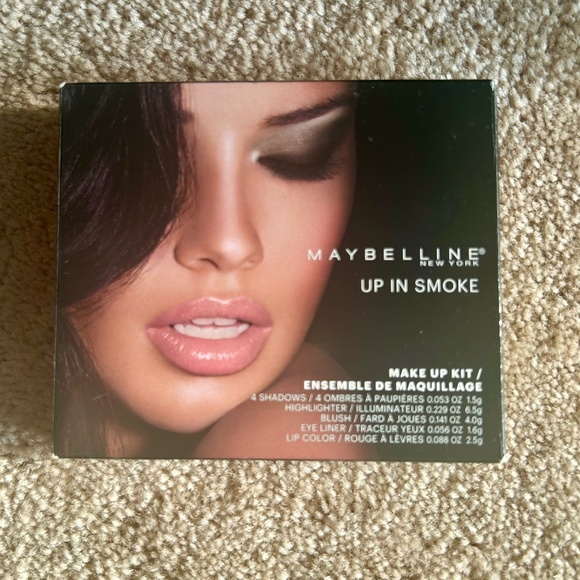 MAYBELLINE®
NEW YORK
UP IN SMOKE
MAKE UP KIT /
ENSEMBLE DE MAQUILLAGE
4 SHADOWS / 4 OMBRES À PAUPIÈRES 0.053 OZ 1.5g
HIGHLIGHTER / ILLUMINATEUR 0.229 OZ 6.5g
BLUSH / FARD À JOUES 0.141 OZ 4.0g
EYE LINER / TRACEUR YEUX 0.056 OZ 1.6g
LIP COLOR / ROUGE À LÈVRES 0.088 OZ 2.5g